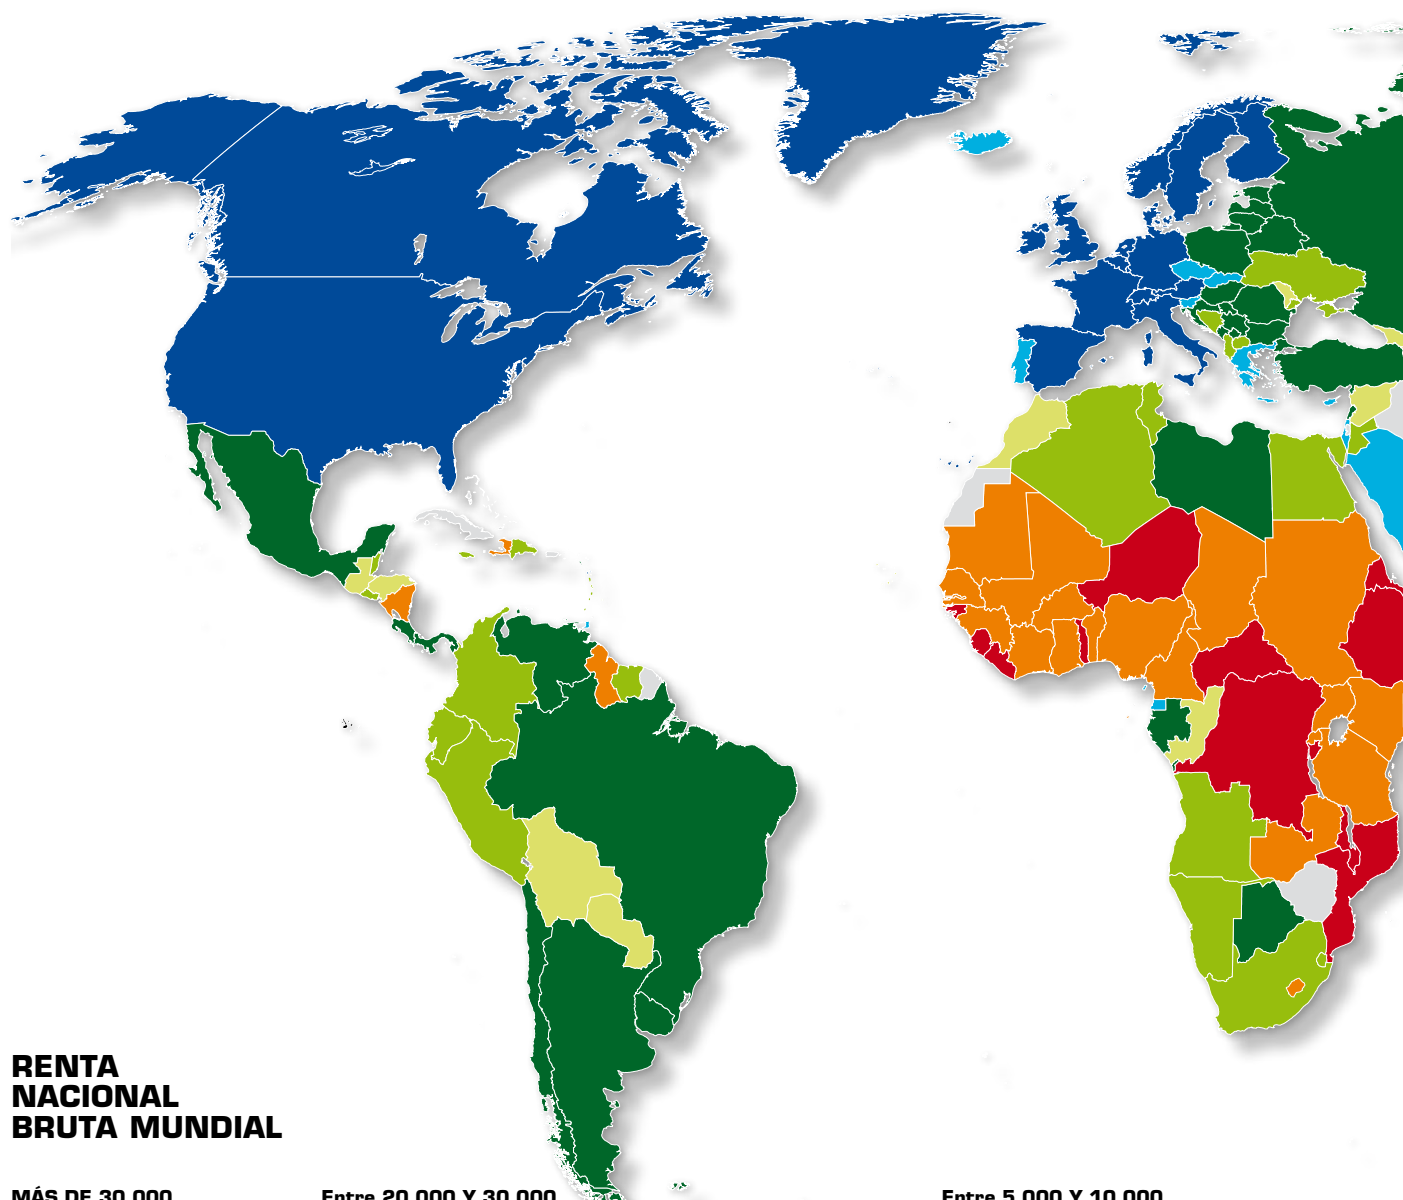 RENTA
NACIONAL
BRUTA MUNDIAL
MÁS DE 30.000
Entre 20.000 Y 30.000
Entre 5.000 Y 10.000